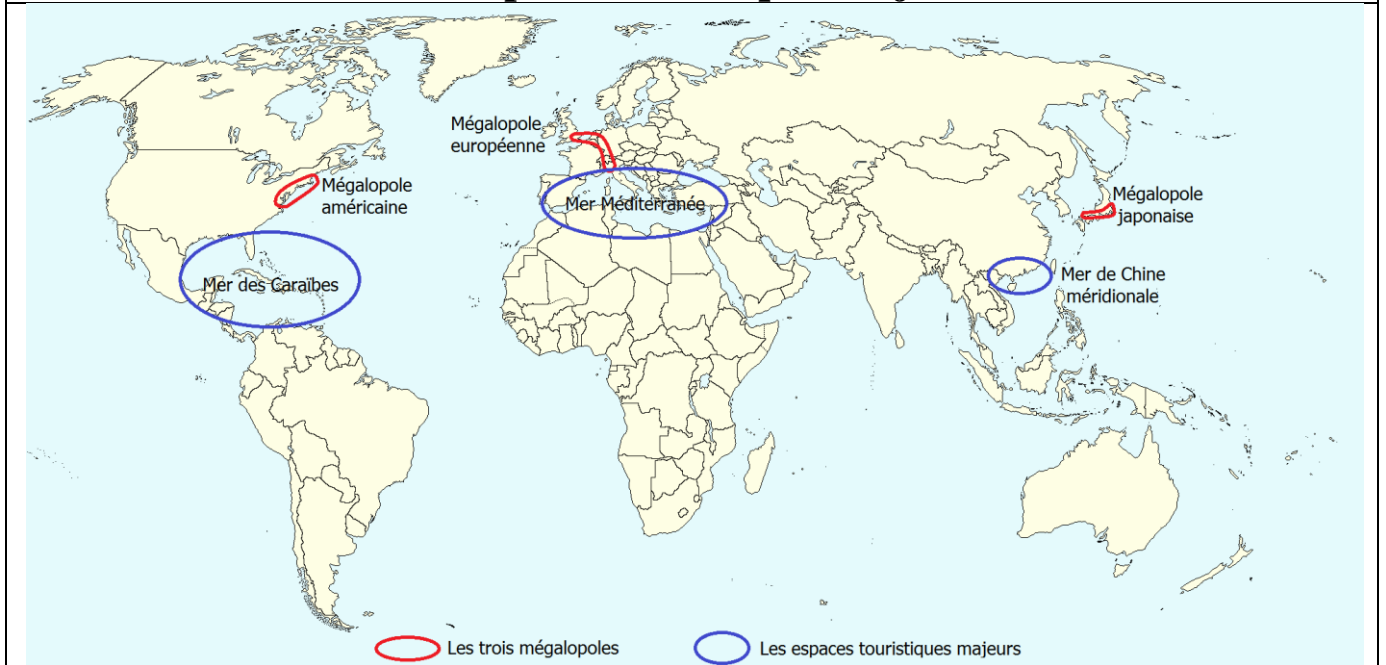 Mégalopole
européenne
Mégalopole
américaine
Mer Méditerranée
Mégalopole
japonaise
Mer des Caraïbes
Mer de Chine
méridionale
Les trois mégalopoles
Les espaces touristiques majeurs